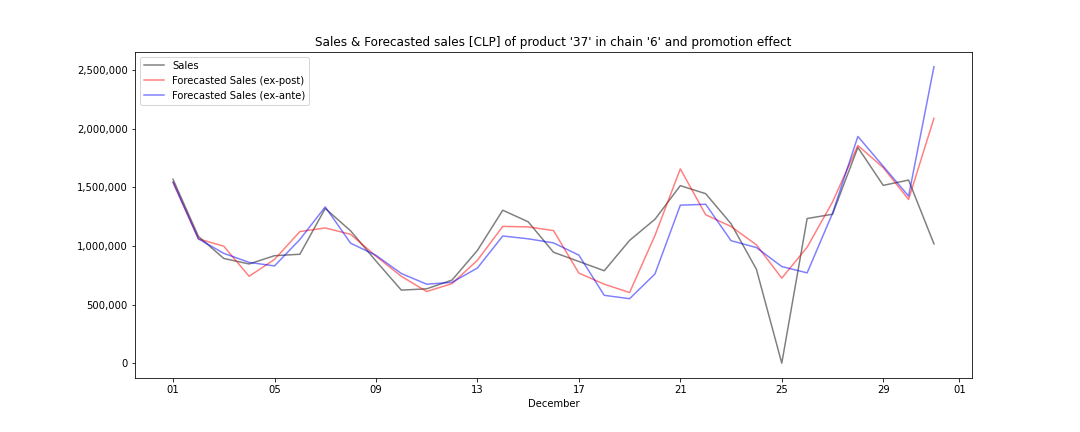 Sales & Forecasted sales [CLP] of product '37' in chain '6' and promotion effect
Sales
Forecasted Sales (ex-post)
Forecasted Sales (ex-ante)
2,500,000
2,000,000
1,500,000
1,000,000
500,000
0
01 05 09 13 17 21 25 29 01
December